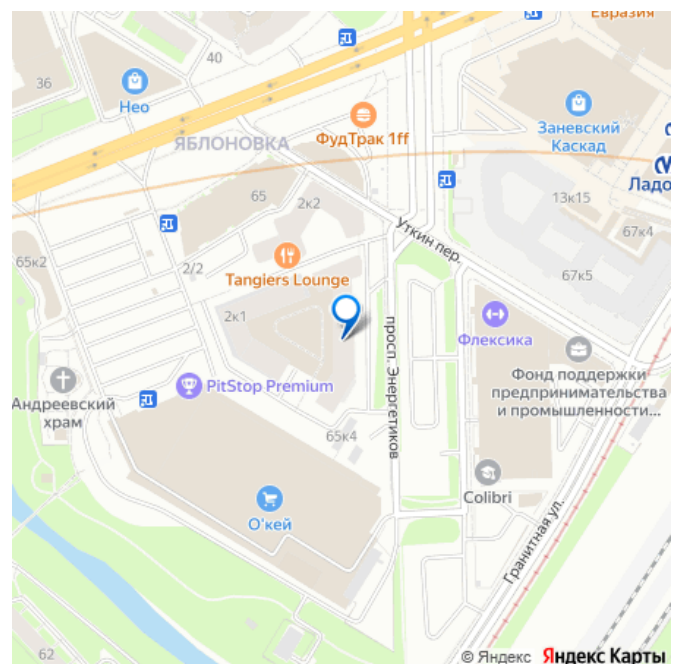 Евразия
40
36
Нео
ФудТрак 1ff
Заневский
Каскад
ЯБЛОНОВКА
Ладо
65
2к2
13к15
Уткин пер.
67к4
65к2
2/2
Tangiers Lounge
67к5
2к1
Флексика
просп. Энергетиков
PitStop Premium
Фонд поддержки
предпринимательства
и промышленности...
Андреевский
храм
65к4
Colibri
О'кей
Гранитная ул.
62
© Яндекс Яндекс Карты